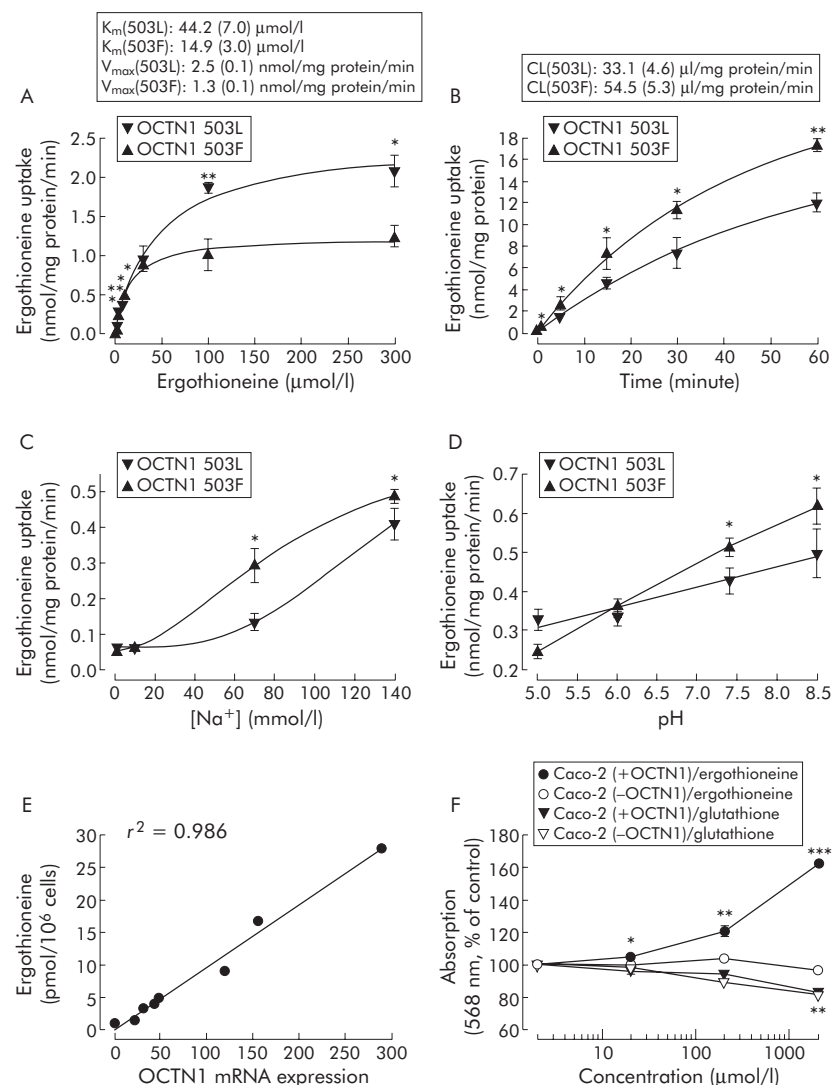 K_m(503L): 44.2 (7.0) μmol/l
K_m(503F): 14.9 (3.0) μmol/l
V_max(503L): 2.5 (0.1) nmol/mg protein/min
V_max(503F): 1.3 (0.1) nmol/mg protein/min
A
OCTN1 503L
OCTN1 503F
Ergothioneine uptake
(nmol/mg protein/min)
2.5
2.0
1.5
1.0
0.5
0.0
*
**
*
*
**
*
*
*
0 50 100 150 200 250 300
Ergothioneine (μmol/l)
CL(503L): 33.1 (4.6) μl/mg protein/min
CL(503F): 54.5 (5.3) μl/mg protein/min
B
OCTN1 503L
OCTN1 503F
Ergothioneine uptake
(nmol/mg protein)
18
16
14
12
10
8
6
4
2
0
*
*
*
*
**
0 10 20 30 40 50 60
Time (minute)
C
OCTN1 503L
OCTN1 503F
Ergothioneine uptake
(nmol/mg protein/min)
0.5
0.4
0.3
0.2
0.1
0.0
*
*
0 20 40 60 80 100 120 140
[Na⁺] (mmol/l)
D
OCTN1 503L
OCTN1 503F
Ergothioneine uptake
(nmol/mg protein/min)
0.7
0.6
0.5
0.4
0.3
0.2
*
*
5.0 5.5 6.0 6.5 7.0 7.5 8.0 8.5
pH
E
r² = 0.986
Ergothioneine
(pmol/10⁶ cells)
30
25
20
15
10
5
0
0 50 100 150 200 250 300
OCTN1 mRNA expression
Caco-2 (+OCTN1)/ergothioneine
Caco-2 (–OCTN1)/ergothioneine
Caco-2 (+OCTN1)/glutathione
Caco-2 (–OCTN1)/glutathione
F
Absorption
(568 nm, % of control)
180
160
140
120
100
80
60
*
**
***
**
10 100 1000
Concentration (μmol/l)